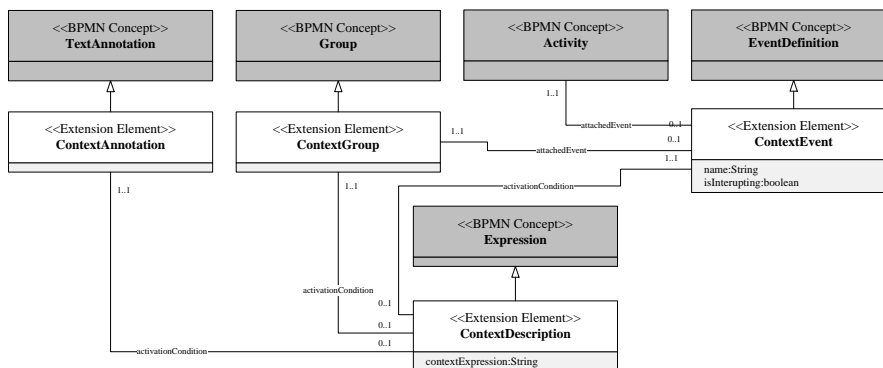 <<BPMN Concept>>
TextAnnotation
<<BPMN Concept>>
Group
<<BPMN Concept>>
Activity
<<BPMN Concept>>
EventDefinition
1..1
<<Extension Element>>
ContextAnnotation
<<Extension Element>>
ContextGroup
1..1
attachedEvent
0..1
<<Extension Element>>
ContextEvent
0..1
attachedEvent
1..1
name:String
isInterupting:boolean
1..1
1..1
activationCondition
<<BPMN Concept>>
Expression
activationCondition
0..1
<<Extension Element>>
ContextDescription
0..1
0..1
activationCondition
contextExpression:String